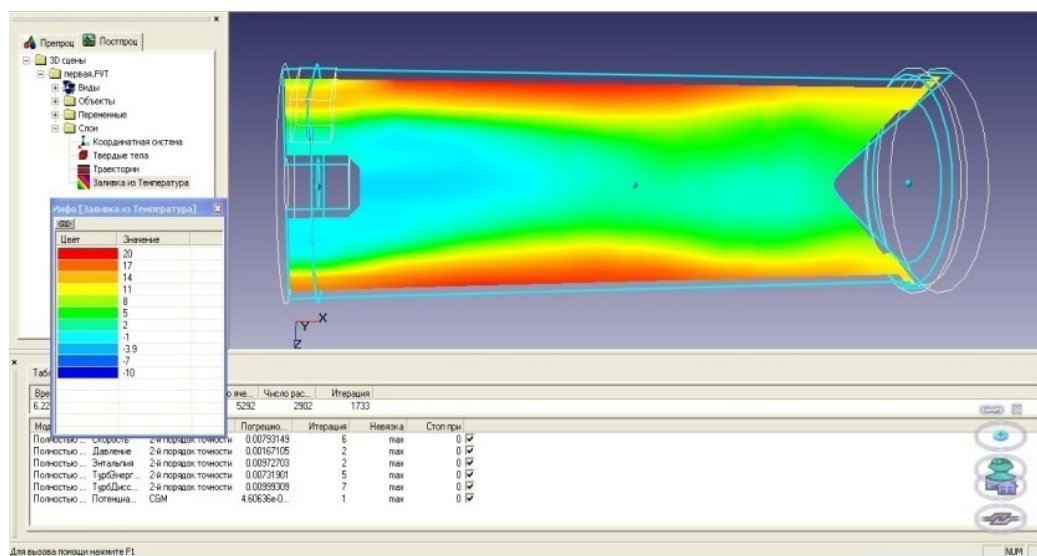 Препроц Постпроц
3D сцены
первая.FVT
Виды
Объекты
Переменные
Слои
Координатная система
Твердые тела
Траектории
Заливка из Температура
Инфо [Заливка из Температура]
Цвет Значение
20
17
14
11
8
5
2
-1
-3.9
-7
-10
X
Y
Z
Число рас... Итерация
6.22 5292 2902 1733
Погрешно... Итерация Невязка Стоп при
Полностью ... Скорость 2-й порядок точности 0.00793149 6 max 0
Полностью ... Давление 2-й порядок точности 0.00167105 2 max 0
Полностью ... Энтальпия 2-й порядок точности 0.00972703 2 max 0
Полностью ... ТурбЭнер... 2-й порядок точности 0.00731901 5 max 0
Полностью ... ТурбДисс... 2-й порядок точности 0.00999309 7 max 0
Полностью ... Потенциа... CGM 4.60636e-0... 1 max 0
Для вызова помощи нажмите F1 NUM